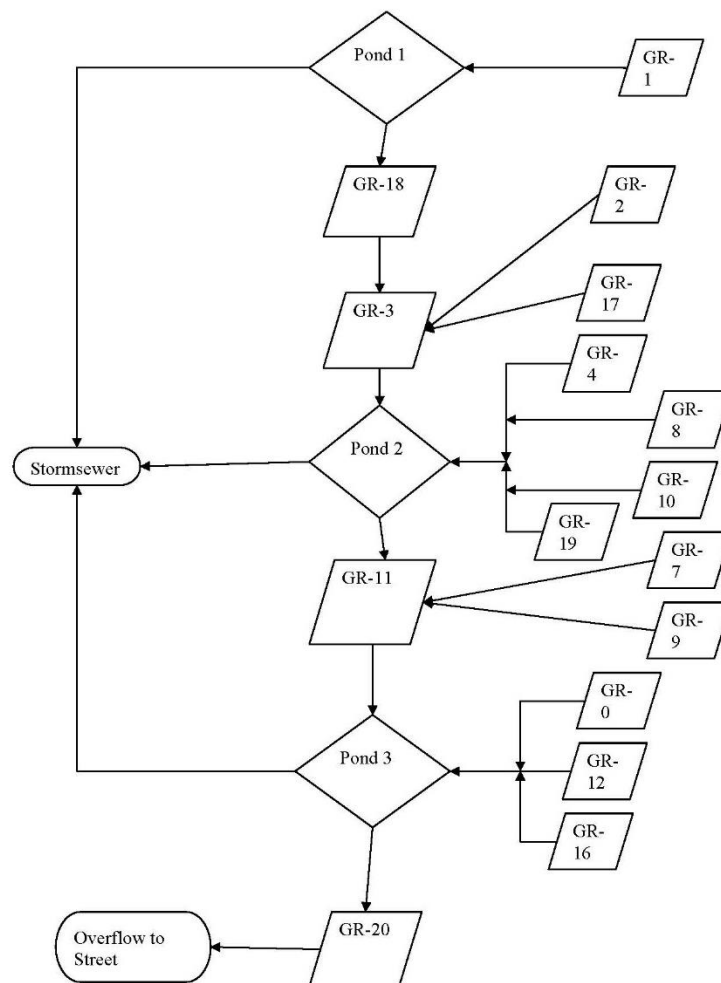 Pond 1
GR-
1
GR-18
GR-
2
GR-3
GR-
17
GR-
4
Pond 2
GR-
8
Stormsewer
GR-
10
GR-
19
GR-11
GR-
7
GR-
9
GR-
0
Pond 3
GR-
12
GR-
16
GR-20
Overflow to
Street